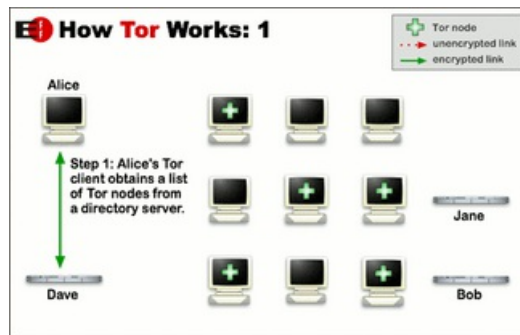 How Tor Works: 1
Tor node
unencrypted link
encrypted link
Alice
Step 1: Alice's Tor
client obtains a list
of Tor nodes from
a directory server.
Jane
Dave
Bob